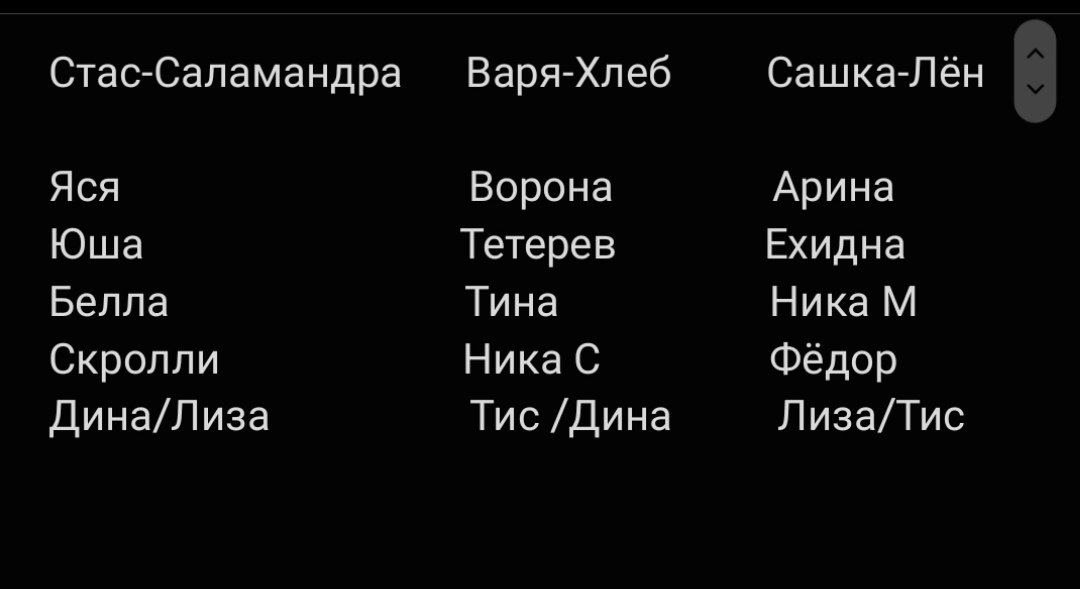 Стас-Саламандра Варя-Хлеб Сашка-Лён
Яся Ворона Арина
Юша Тетерев Ехидна
Белла Тина Ника М
Скролли Ника С Фёдор
Дина/Лиза Тис /Дина Лиза/Тис